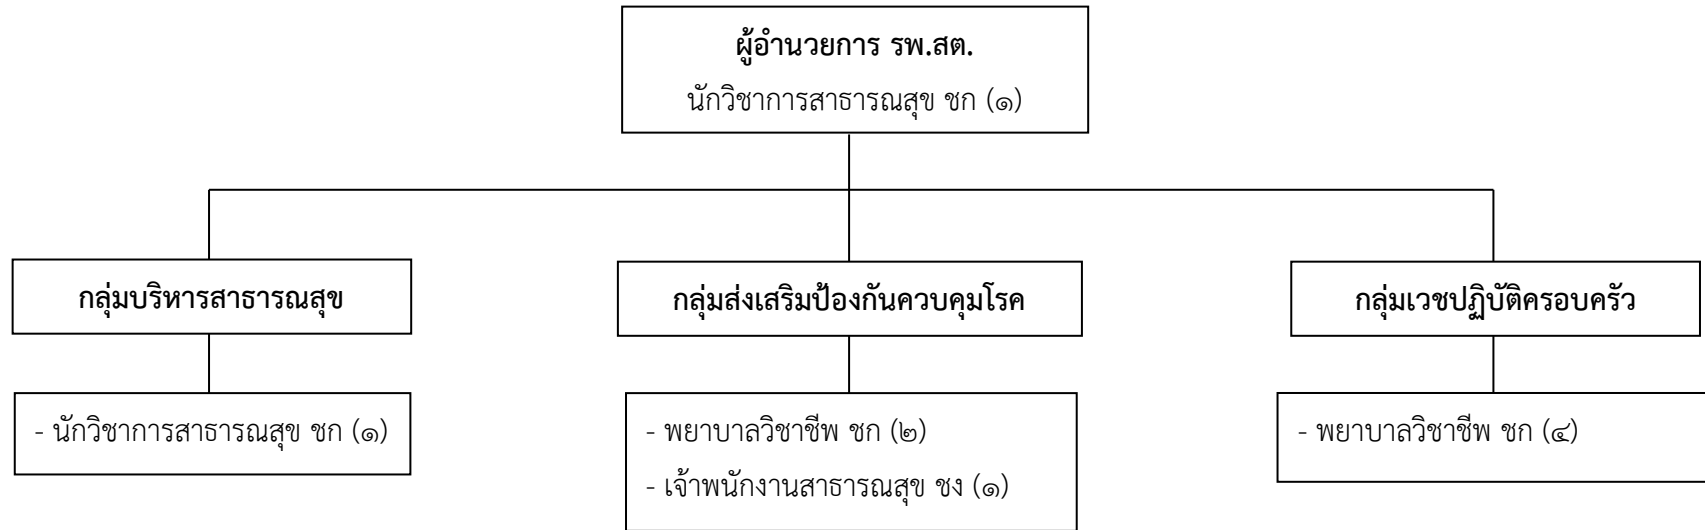 ผู้อำนวยการ รพ.สต.
นักวิชาการสาธารณสุข ชก (๑)
กลุ่มบริหารสาธารณสุข
กลุ่มส่งเสริมป้องกันควบคุมโรค
กลุ่มเวชปฏิบัติครอบครัว
- นักวิชาการสาธารณสุข ชก (๑)
- พยาบาลวิชาชีพ ชก (๒)
- เจ้าพนักงานสาธารณสุข ชง (๑)
- พยาบาลวิชาชีพ ชก (๔)